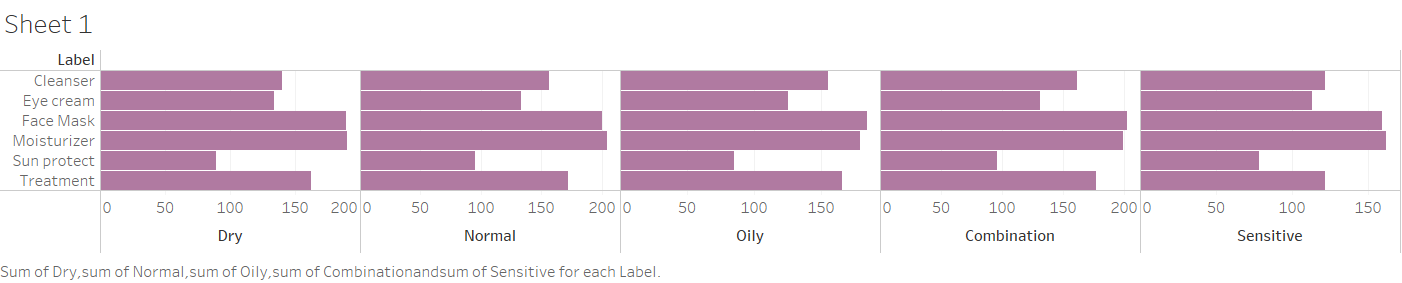 Sheet 1
Label
Cleanser
Eye cream
Face Mask
Moisturizer
Sun protect
Treatment
0 50 100 150 200 0 50 100 150 200 0 50 100 150 0 50 100 150 200 0 50 100 150
Dry Normal Oily Combination Sensitive
Sum of Dry,sum of Normal,sum of Oily,sum of Combinationandsum of Sensitive for each Label.